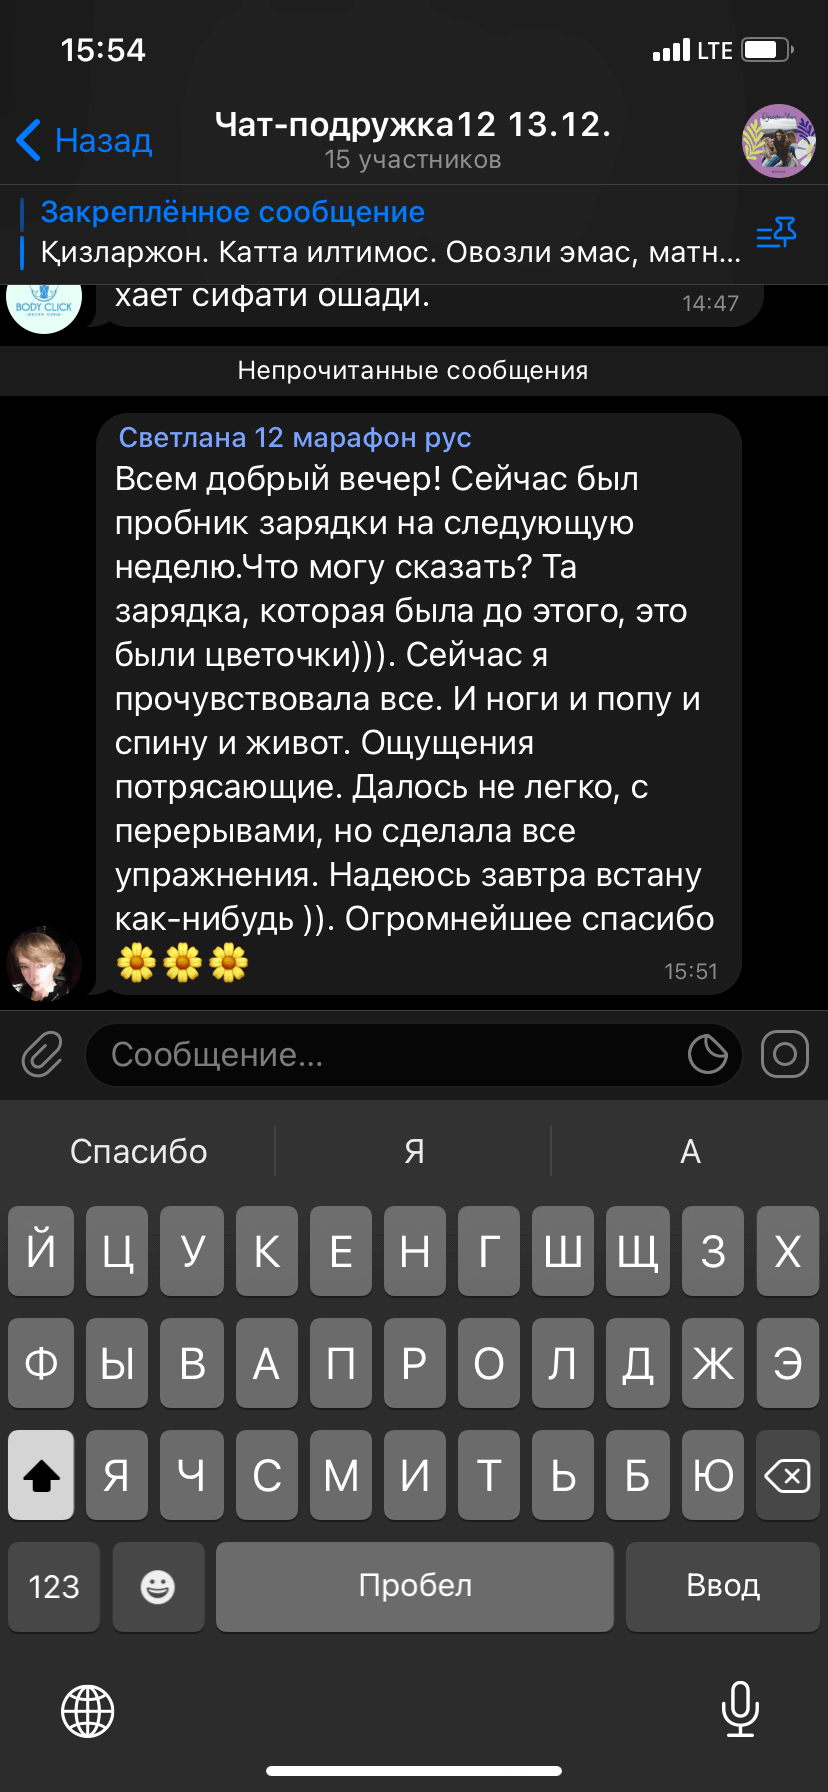 15:54
LTE
Назад
Чат-подружка12 13.12.
15 участников
Закреплённое сообщение
Қизларжон. Катта илтимос. Овозли эмас, матн...
BODY CLICK
хает сифати ошади.
14:47
Непрочитанные сообщения
Светлана 12 марафон рус
Всем добрый вечер! Сейчас был
пробник зарядки на следующую
неделю.Что могу сказать? Та
зарядка, которая была до этого, это
были цветочки))). Сейчас я
прочувствовала все. И ноги и попу и
спину и живот. Ощущения
потрясающие. Далось не легко, с
перерывами, но сделала все
упражнения. Надеюсь завтра встану
как-нибудь )). Огромнейшее спасибо
🌼🌼🌼
15:51
Сообщение...
Спасибо Я А
Й Ц У К Е Н Г Ш Щ З Х
Ф Ы В А П Р О Л Д Ж Э
Я Ч С М И Т Ь Б Ю
123 Пробел Ввод